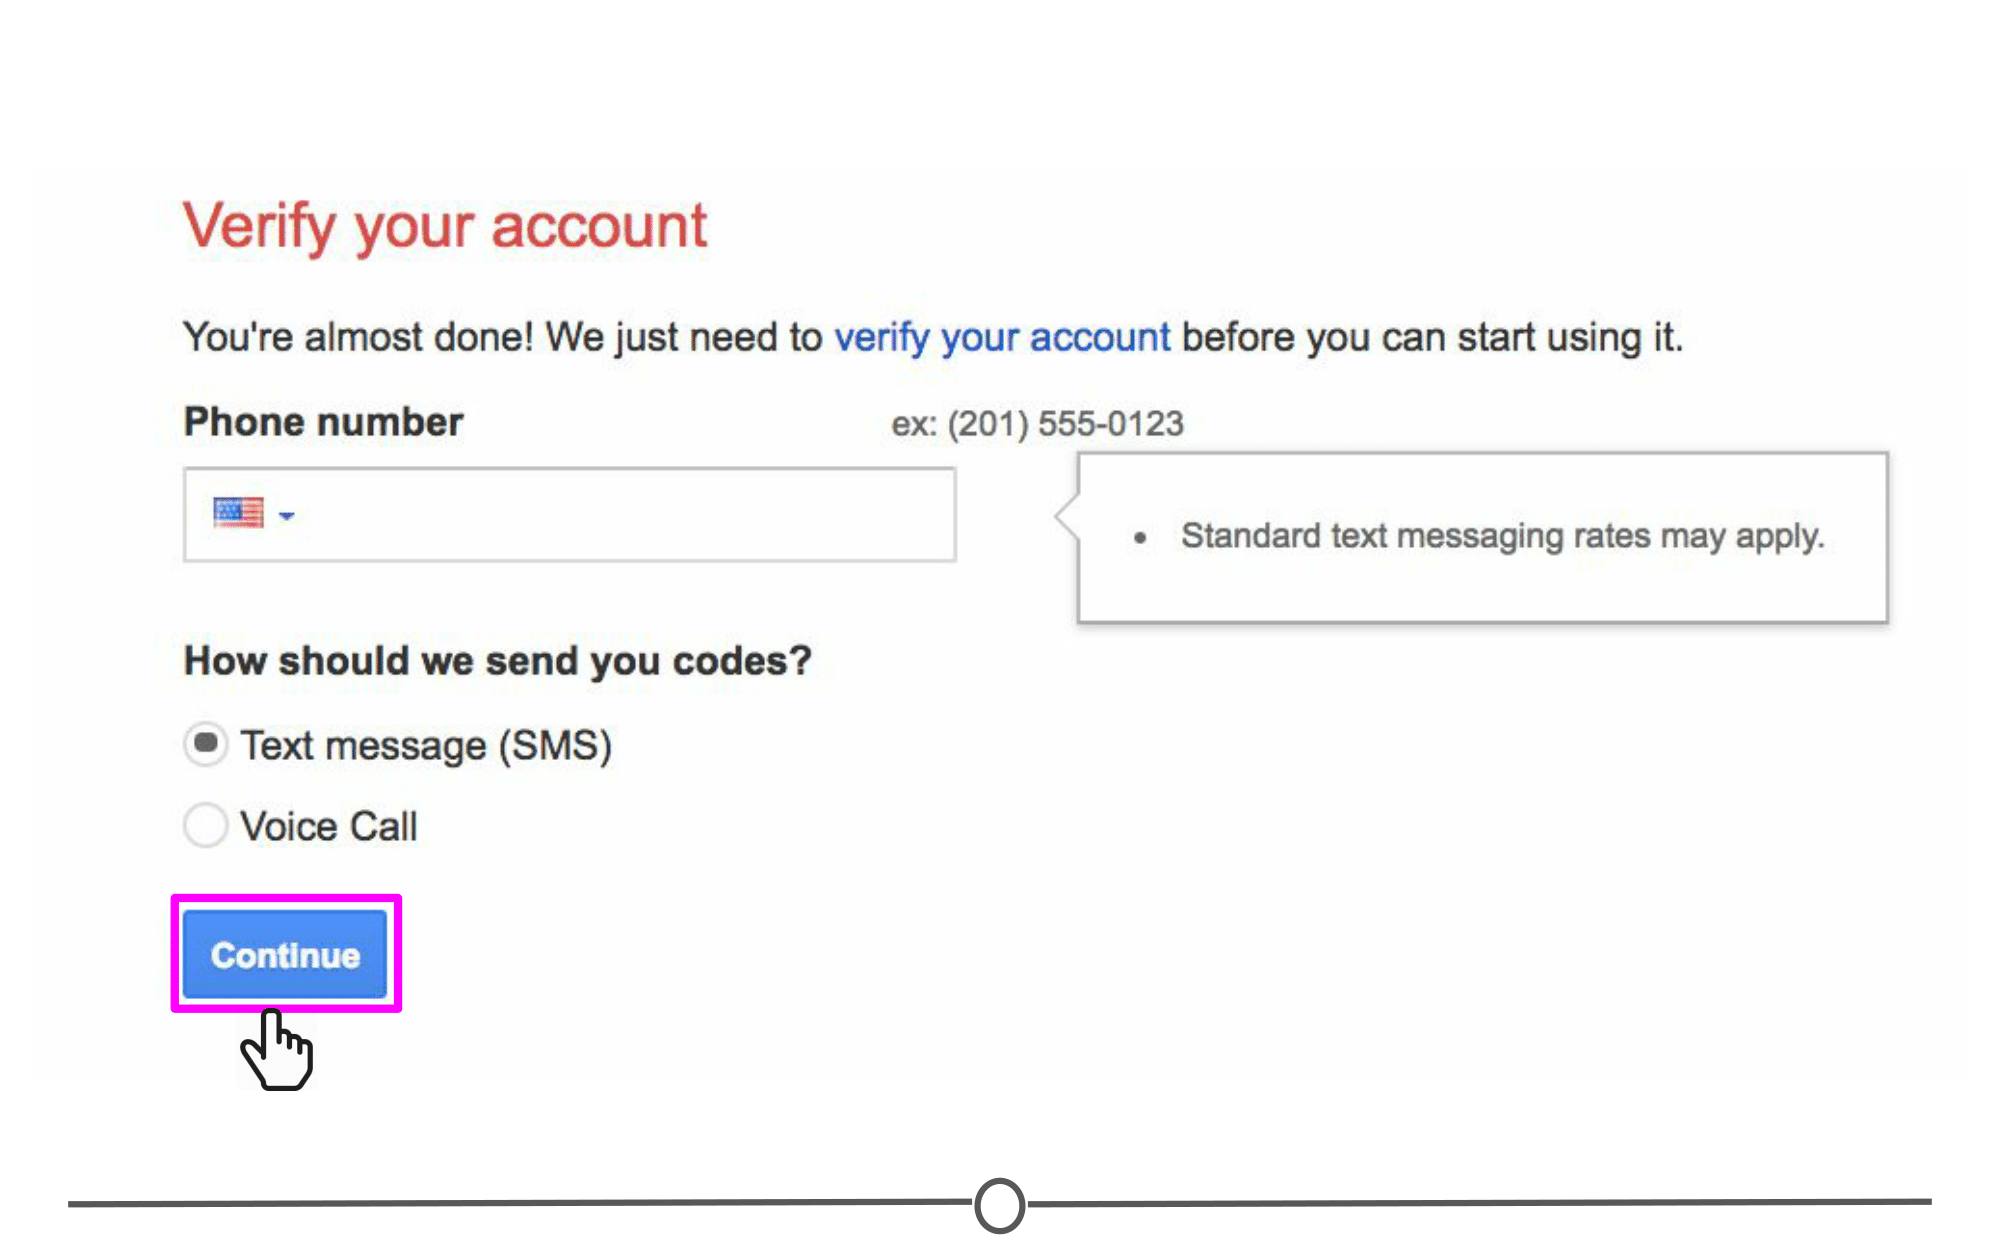 Verify your account
You're almost done! We just need to verify your account before you can start using it.
Phone number ex: (201) 555-0123
• Standard text messaging rates may apply.
How should we send you codes?
Text message (SMS)
Voice Call
Continue